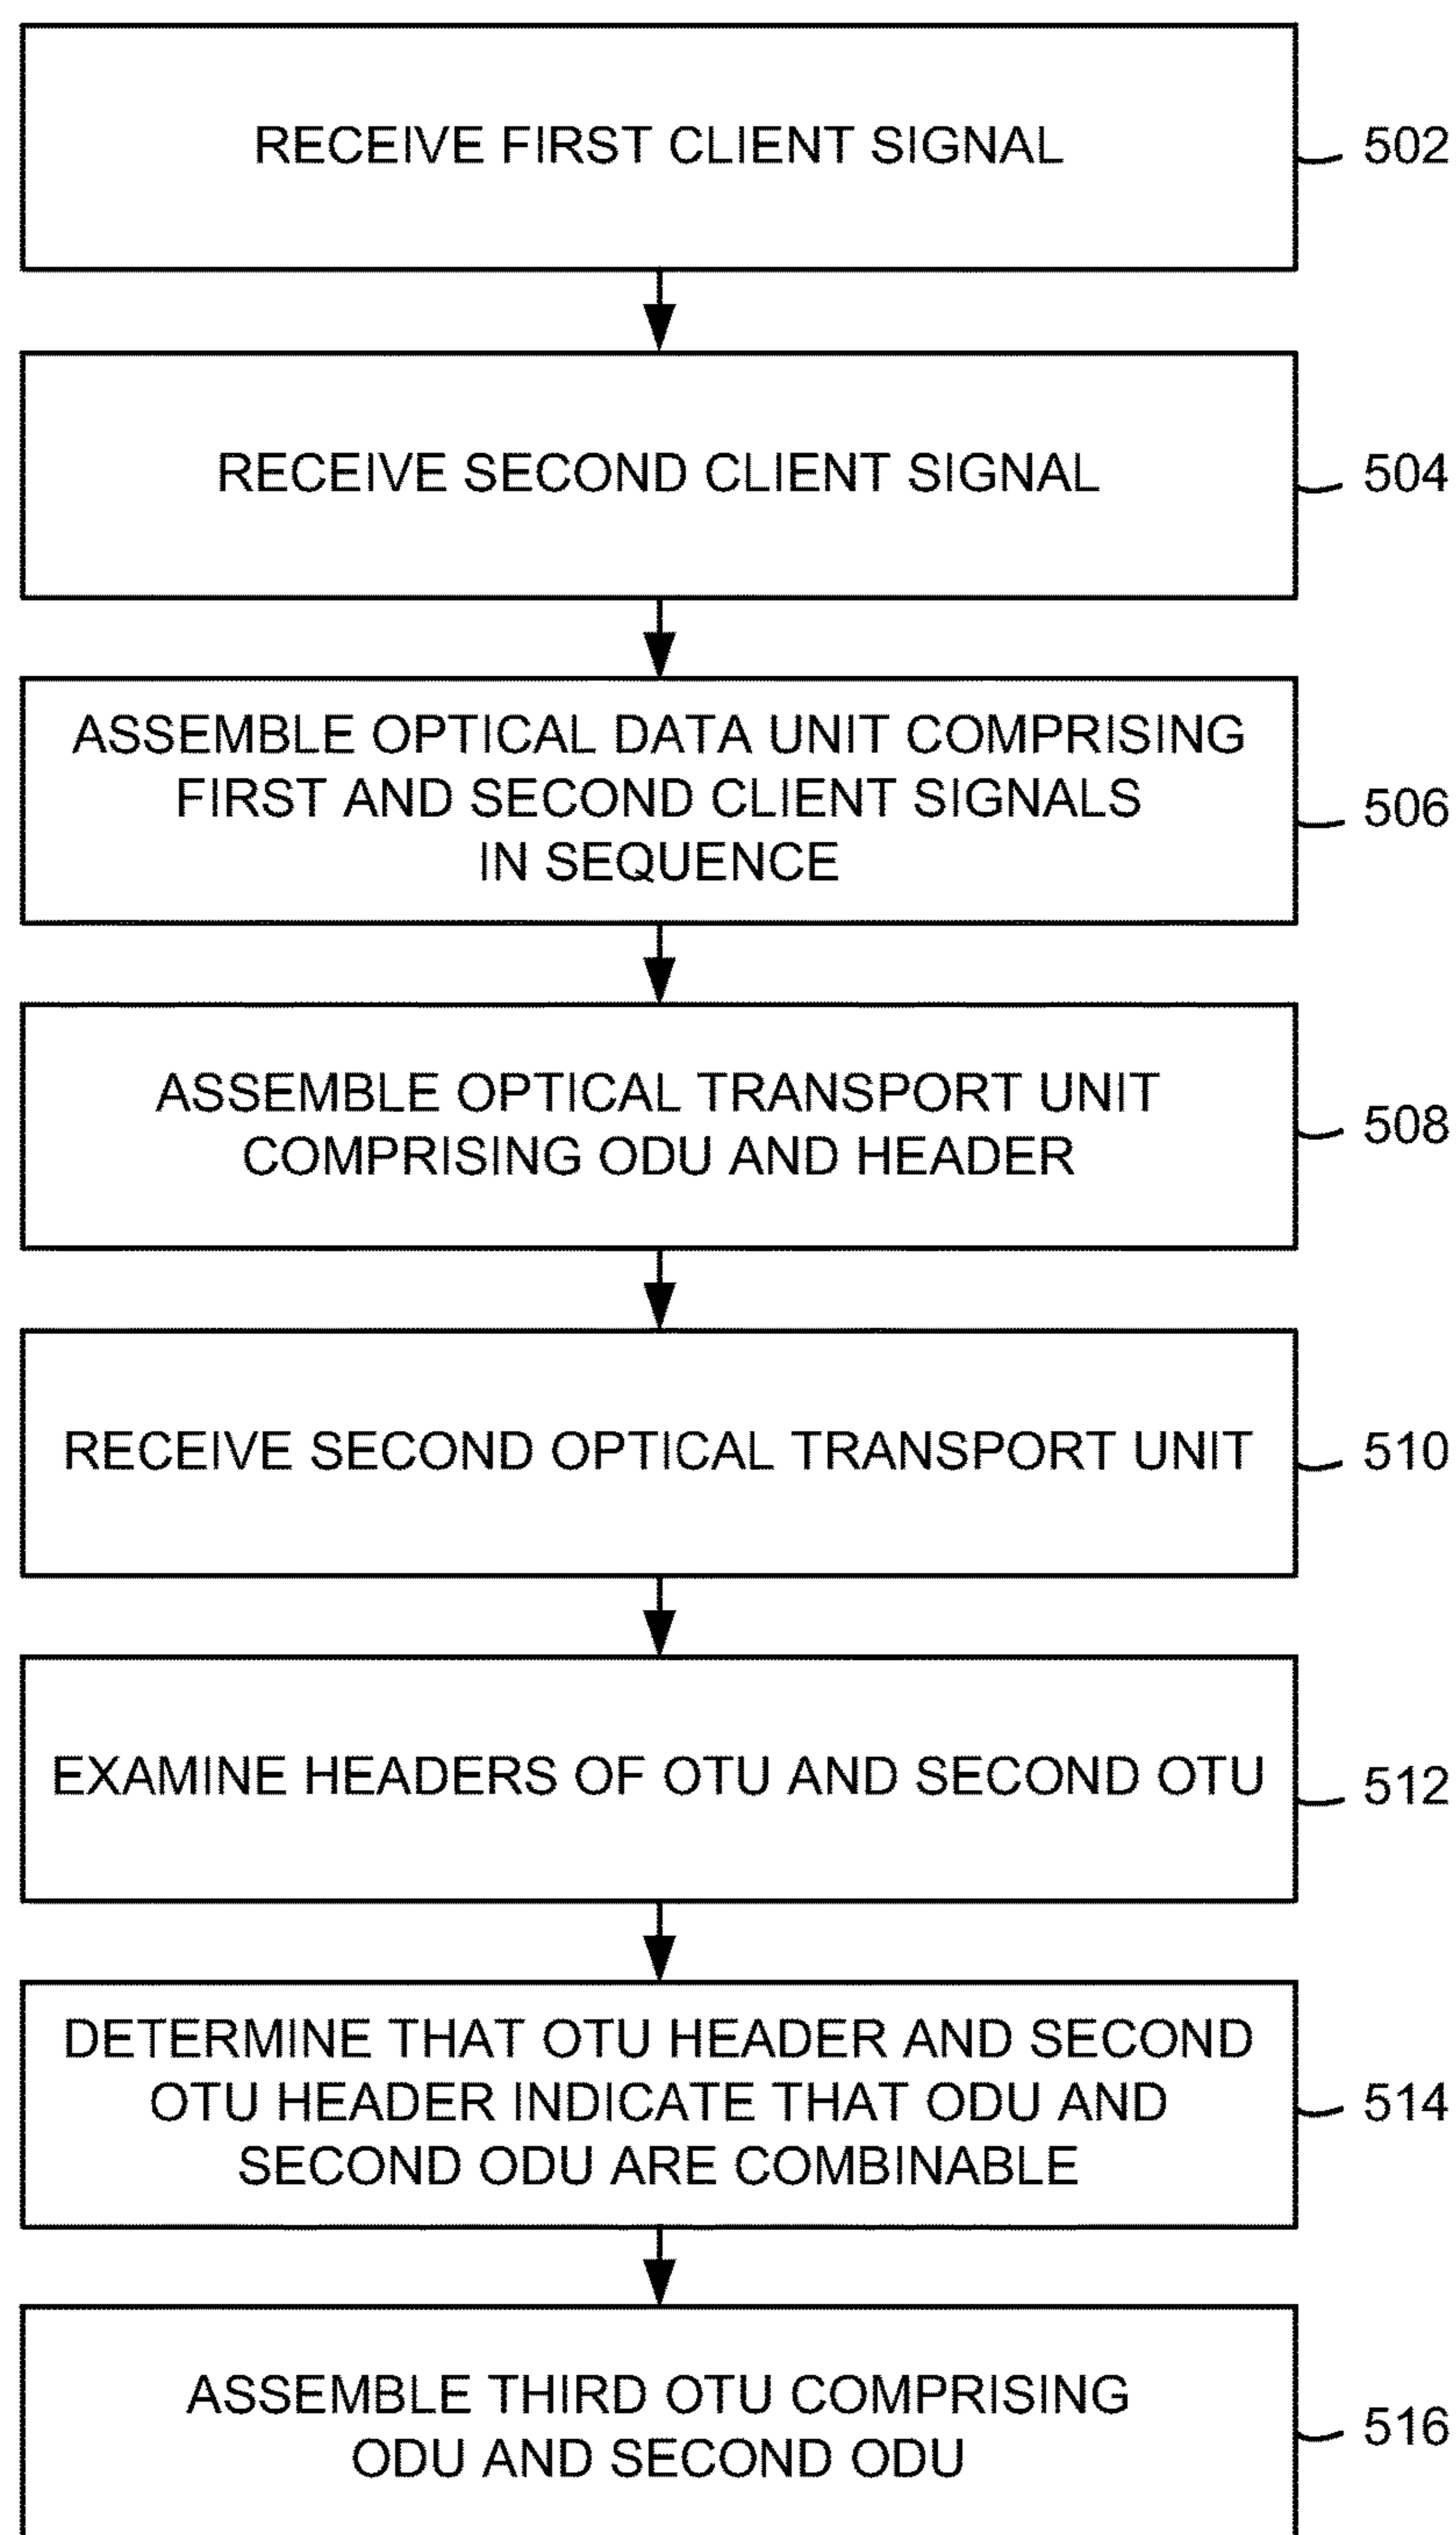 RECEIVE FIRST CLIENT SIGNAL
502
RECEIVE SECOND CLIENT SIGNAL
504
ASSEMBLE OPTICAL DATA UNIT COMPRISING
FIRST AND SECOND CLIENT SIGNALS
IN SEQUENCE
506
ASSEMBLE OPTICAL TRANSPORT UNIT
COMPRISING ODU AND HEADER
508
RECEIVE SECOND OPTICAL TRANSPORT UNIT
510
EXAMINE HEADERS OF OTU AND SECOND OTU
512
DETERMINE THAT OTU HEADER AND SECOND
OTU HEADER INDICATE THAT ODU AND
SECOND ODU ARE COMBINABLE
514
ASSEMBLE THIRD OTU COMPRISING
ODU AND SECOND ODU
516